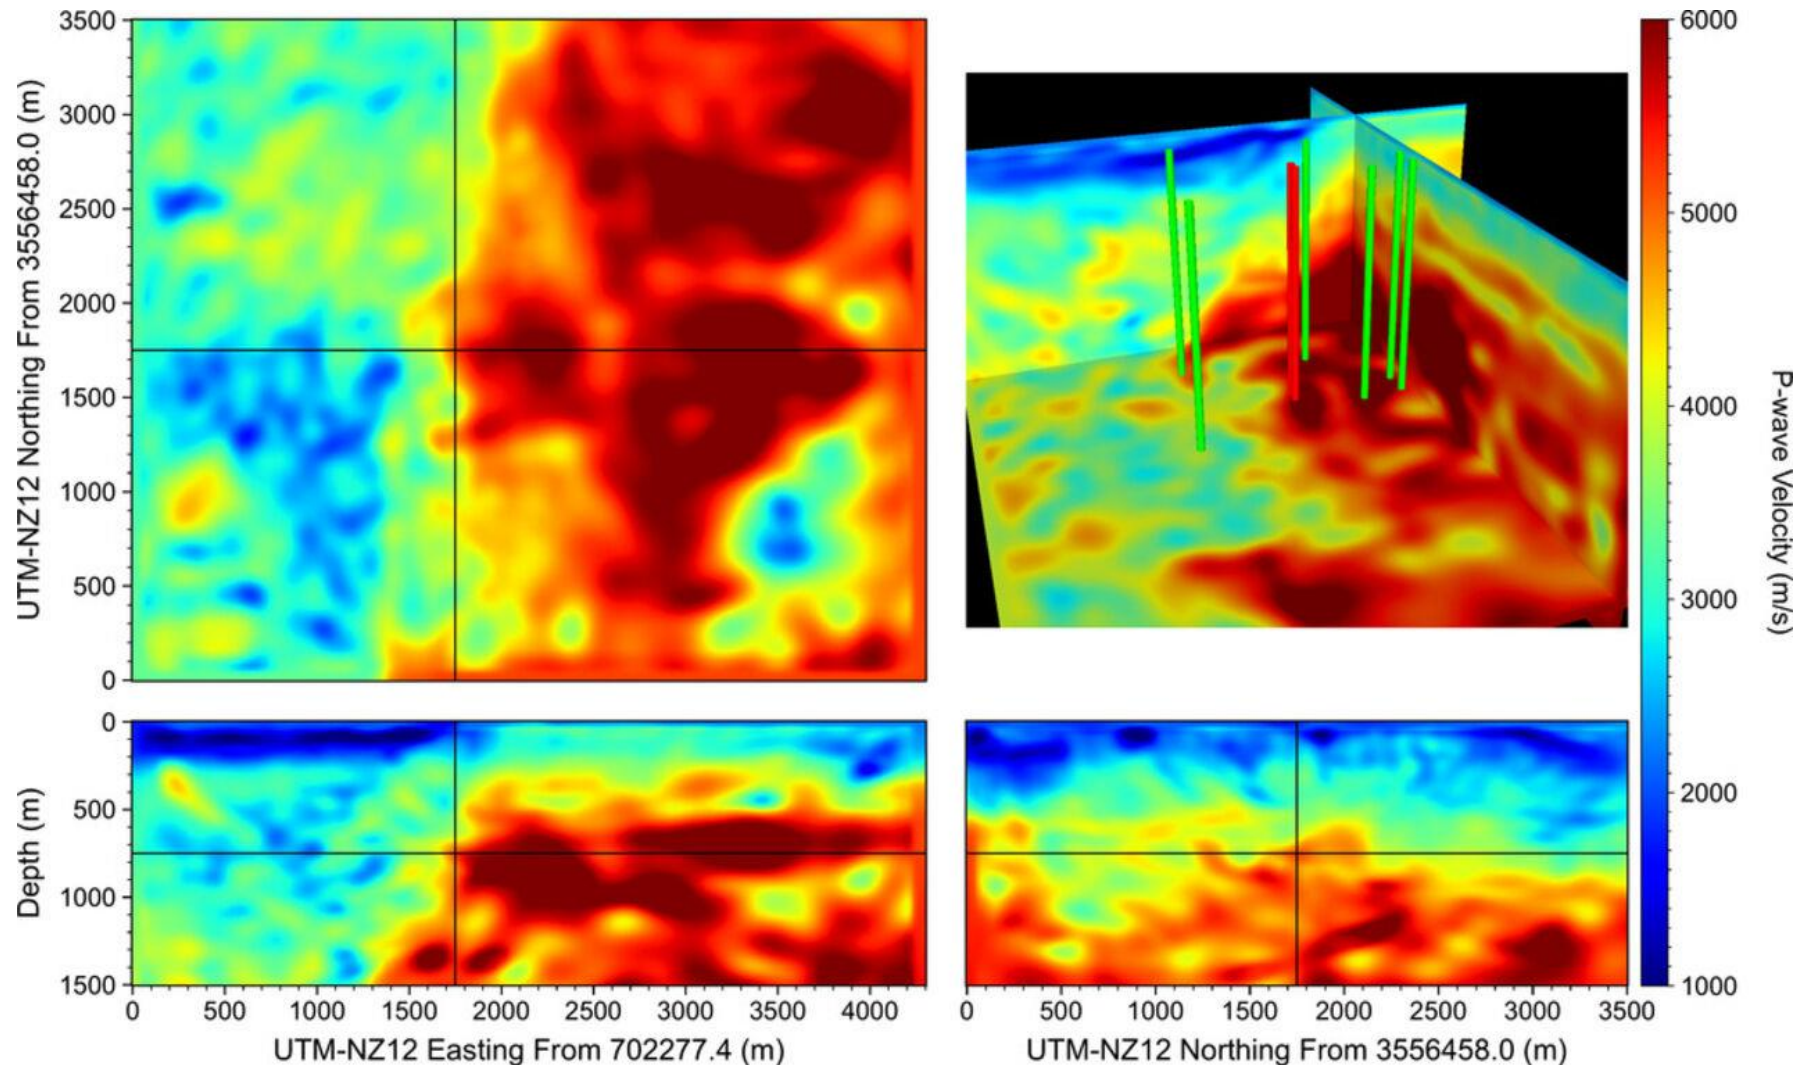 3500
3000
2500
2000
1500
1000
500
0
UTM-NZ12 Northing From 3556458.0 (m)
0
500
1000
1500
Depth (m)
0 500 1000 1500 2000 2500 3000 3500 4000
UTM-NZ12 Easting From 702277.4 (m)
0 500 1000 1500 2000 2500 3000 3500
UTM-NZ12 Northing From 3556458.0 (m)
6000
5000
4000
3000
2000
1000
P-wave Velocity (m/s)